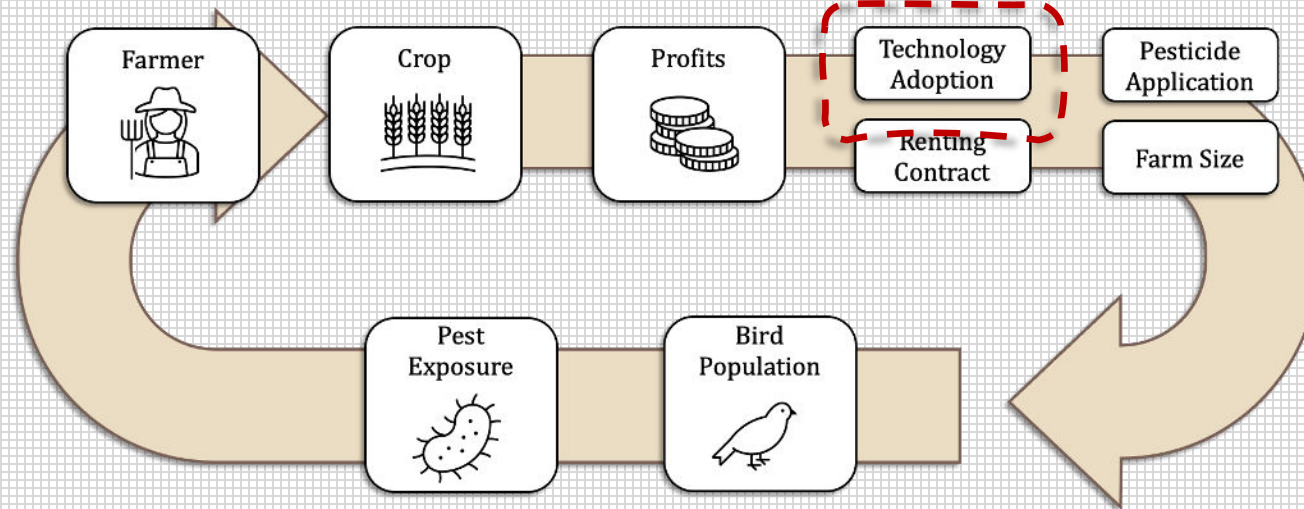 Farmer
Crop
Profits
Technology
Adoption
Renting
Contract
Pesticide
Application
Farm Size
Pest
Exposure
Bird
Population